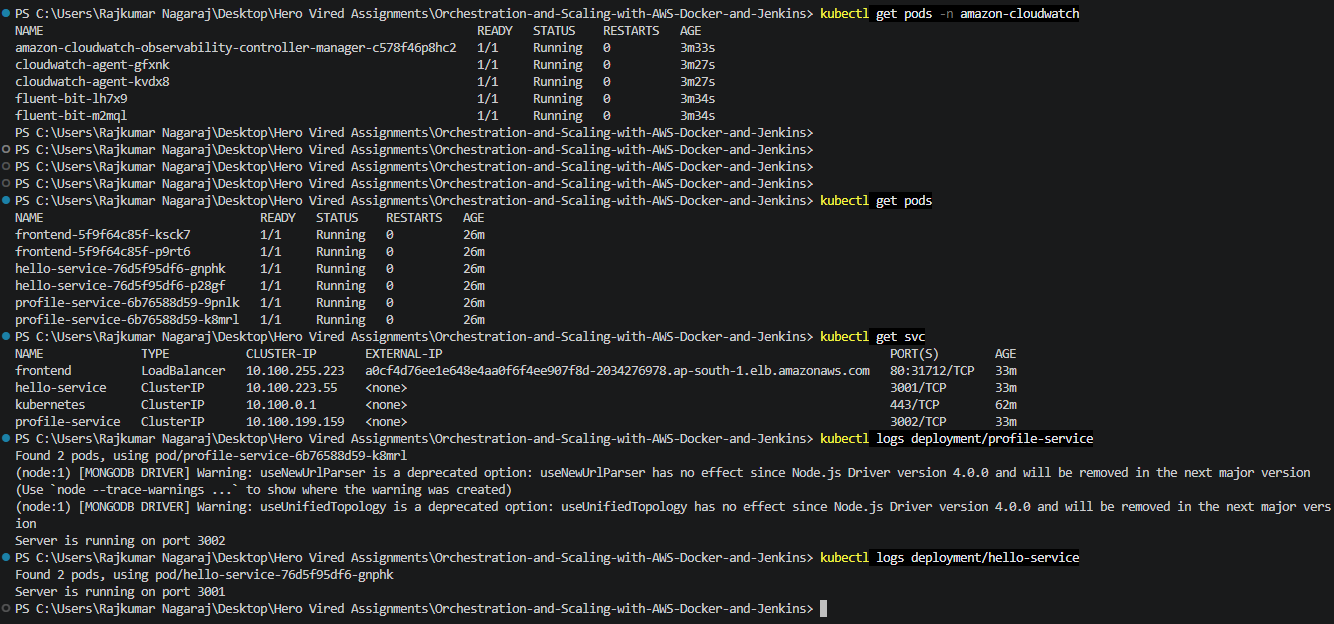 PS C:\Users\Rajkumar Nagaraj\Desktop\Hero Vired Assignments\Orchestration-and-Scaling-with-AWS-Docker-and-Jenkins> kubectl get pods -n amazon-cloudwatch
NAME READY STATUS RESTARTS AGE
amazon-cloudwatch-observability-controller-manager-c578f46p8hc2 1/1 Running 0 3m33s
cloudwatch-agent-gfxnk 1/1 Running 0 3m27s
cloudwatch-agent-kvdx8 1/1 Running 0 3m27s
fluent-bit-lh7x9 1/1 Running 0 3m34s
fluent-bit-m2mql 1/1 Running 0 3m34s
PS C:\Users\Rajkumar Nagaraj\Desktop\Hero Vired Assignments\Orchestration-and-Scaling-with-AWS-Docker-and-Jenkins>
PS C:\Users\Rajkumar Nagaraj\Desktop\Hero Vired Assignments\Orchestration-and-Scaling-with-AWS-Docker-and-Jenkins>
PS C:\Users\Rajkumar Nagaraj\Desktop\Hero Vired Assignments\Orchestration-and-Scaling-with-AWS-Docker-and-Jenkins>
PS C:\Users\Rajkumar Nagaraj\Desktop\Hero Vired Assignments\Orchestration-and-Scaling-with-AWS-Docker-and-Jenkins>
PS C:\Users\Rajkumar Nagaraj\Desktop\Hero Vired Assignments\Orchestration-and-Scaling-with-AWS-Docker-and-Jenkins> kubectl get pods
NAME READY STATUS RESTARTS AGE
frontend-5f9f64c85f-ksck7 1/1 Running 0 26m
frontend-5f9f64c85f-p9rt6 1/1 Running 0 26m
hello-service-76d5f95df6-gnphk 1/1 Running 0 26m
hello-service-76d5f95df6-p28gf 1/1 Running 0 26m
profile-service-6b76588d59-9pnlk 1/1 Running 0 26m
profile-service-6b76588d59-k8mrl 1/1 Running 0 26m
PS C:\Users\Rajkumar Nagaraj\Desktop\Hero Vired Assignments\Orchestration-and-Scaling-with-AWS-Docker-and-Jenkins> kubectl get svc
NAME TYPE CLUSTER-IP EXTERNAL-IP PORT(S) AGE
frontend LoadBalancer 10.100.255.223 a0cf4d76ee1e648e4aa0f6f4ee907f8d-2034276978.ap-south-1.elb.amazonaws.com 80:31712/TCP 33m
hello-service ClusterIP 10.100.223.55 <none> 3001/TCP 33m
kubernetes ClusterIP 10.100.0.1 <none> 443/TCP 62m
profile-service ClusterIP 10.100.199.159 <none> 3002/TCP 33m
PS C:\Users\Rajkumar Nagaraj\Desktop\Hero Vired Assignments\Orchestration-and-Scaling-with-AWS-Docker-and-Jenkins> kubectl logs deployment/profile-service
Found 2 pods, using pod/profile-service-6b76588d59-k8mrl
(node:1) [MONGODB DRIVER] Warning: useNewUrlParser is a deprecated option: useNewUrlParser has no effect since Node.js Driver version 4.0.0 and will be removed in the next major version
(Use `node --trace-warnings ...` to show where the warning was created)
(node:1) [MONGODB DRIVER] Warning: useUnifiedTopology is a deprecated option: useUnifiedTopology has no effect since Node.js Driver version 4.0.0 and will be removed in the next major vers
ion
Server is running on port 3002
PS C:\Users\Rajkumar Nagaraj\Desktop\Hero Vired Assignments\Orchestration-and-Scaling-with-AWS-Docker-and-Jenkins> kubectl logs deployment/hello-service
Found 2 pods, using pod/hello-service-76d5f95df6-gnphk
Server is running on port 3001
PS C:\Users\Rajkumar Nagaraj\Desktop\Hero Vired Assignments\Orchestration-and-Scaling-with-AWS-Docker-and-Jenkins>